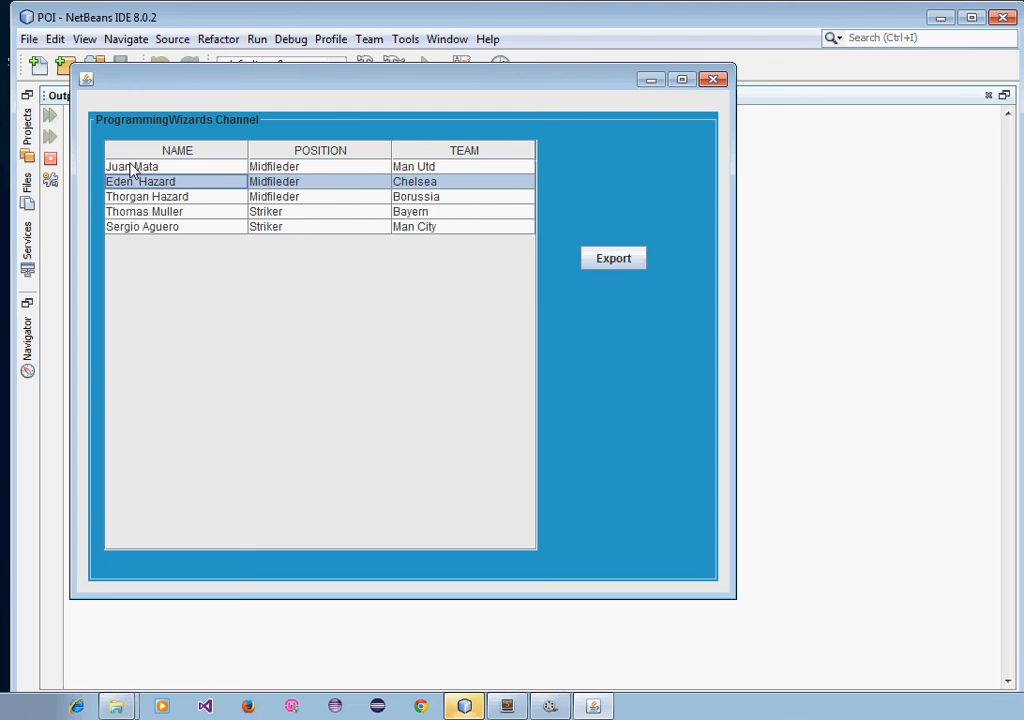 POI - NetBeans IDE 8.0.2
File Edit View Navigate Source Refactor Run Debug Profile Team Tools Window Help
Search (Ctrl+I)
Projects
Files
Services
Navigator
ProgrammingWizards Channel
NAME POSITION TEAM
Juan Mata Midfileder Man Utd
Eden Hazard Midfileder Chelsea
Thorgan Hazard Midfileder Borussia
Thomas Muller Striker Bayern
Sergio Aguero Striker Man City
Export